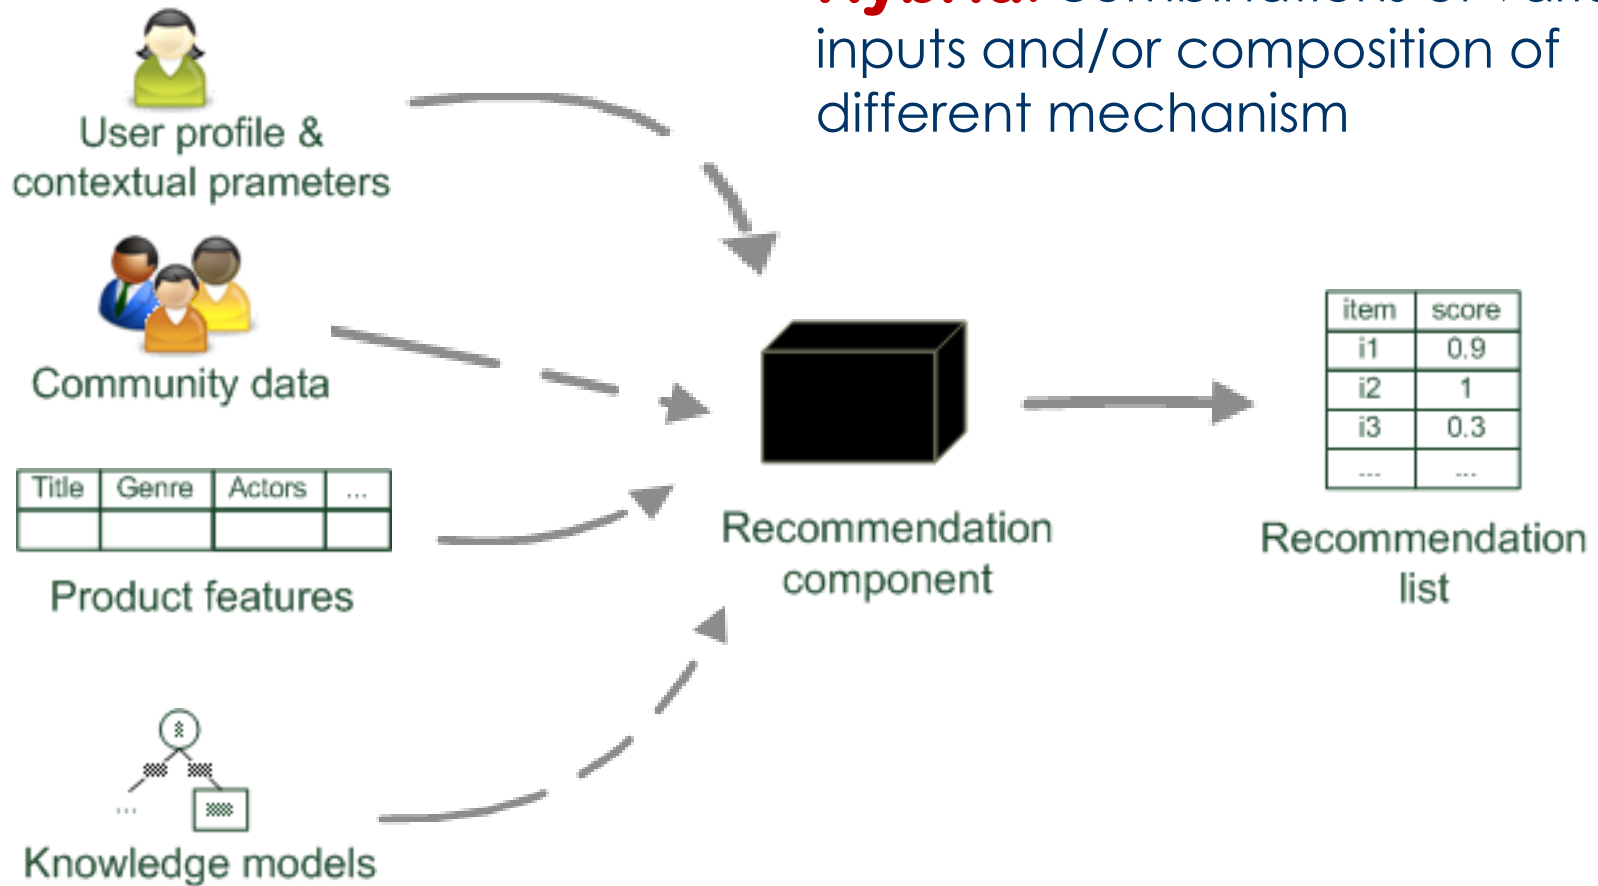 inputs and/or composition of
different mechanism
User profile &
contextual prameters
Community data
Title Genre Actors ...
Product features
Knowledge models
...
Recommendation
component
item score
i1 0.9
i2 1
i3 0.3
... ...
Recommendation
list